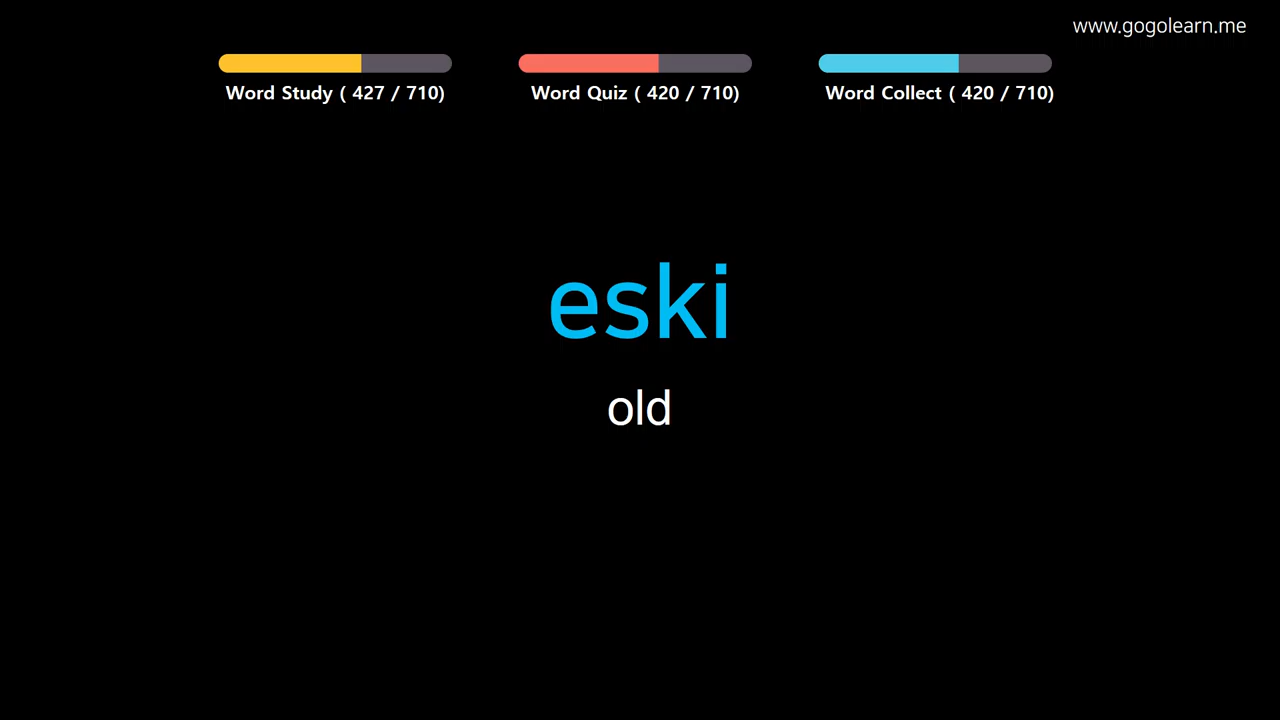 www.gogolearn.me
Word Study ( 427 / 710)
Word Quiz ( 420 / 710)
Word Collect ( 420 / 710)
eski
old